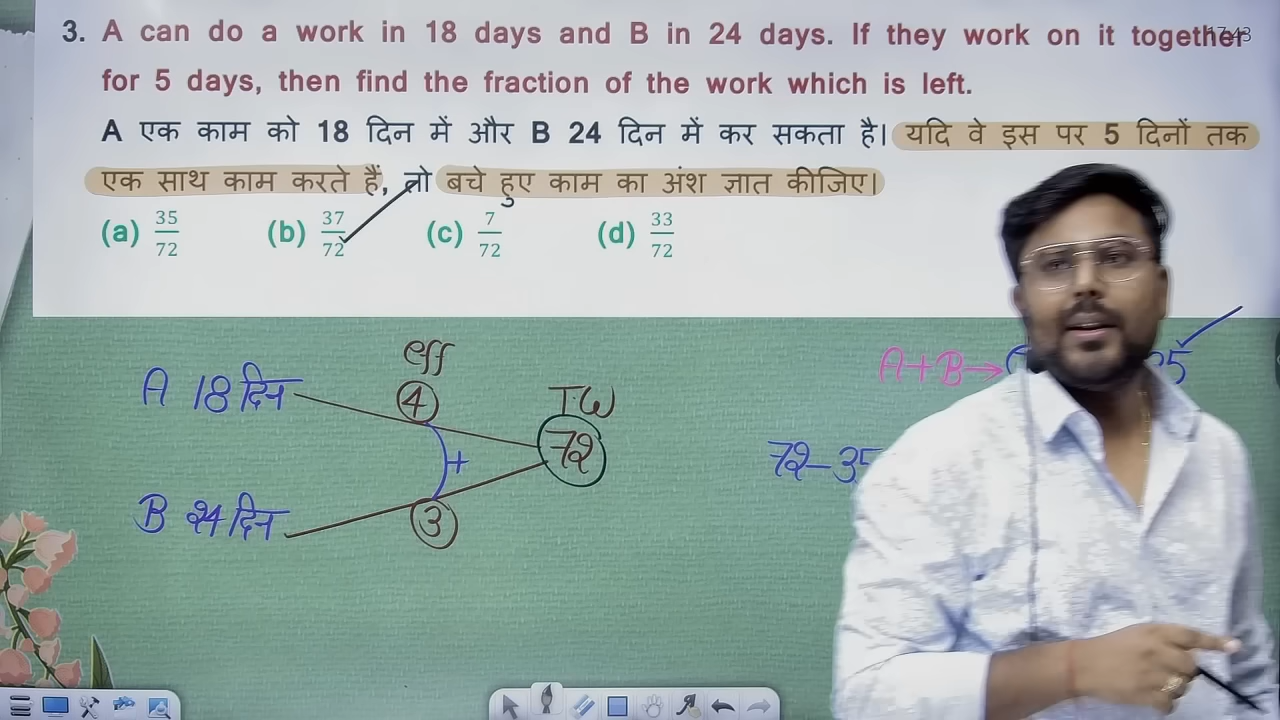 3. A can do a work in 18 days and B in 24 days. If they work on it together
for 5 days, then find the fraction of the work which is left.
A एक काम को 18 दिन में और B 24 दिन में कर सकता है। यदि वे इस पर 5 दिनों तक
एक साथ काम करते हैं, तो बचे हुए काम का अंश ज्ञात कीजिए।
(a) 35/72 (b) 37/72 (c) 7/72 (d) 33/72
eff
A 18 दिन 4 TW
72
+
B 24 दिन 3
A+B→ 35
72-35